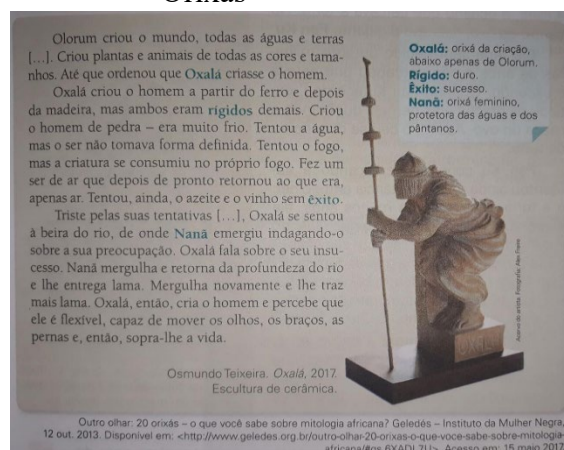 Orixás
Olorum criou o mundo, todas as águas e terras
[...]. Criou plantas e animais de todas as cores e tama-
nhos. Até que ordenou que Oxalá criasse o homem.
Oxalá criou o homem a partir do ferro e depois
da madeira, mas ambos eram rígidos demais. Criou
o homem de pedra – era muito frio. Tentou a água,
mas o ser não tomava forma definida. Tentou o fogo,
mas a criatura se consumiu no próprio fogo. Fez um
ser de ar que depois de pronto retornou ao que era,
apenas ar. Tentou, ainda, o azeite e o vinho sem êxito.
Triste pelas suas tentativas [...], Oxalá se sentou
à beira do rio, de onde Nanã emergiu indagando-o
sobre a sua preocupação. Oxalá fala sobre o seu insu-
cesso. Nanã mergulha e retorna da profundeza do rio
e lhe entrega lama. Mergulha novamente e lhe traz
mais lama. Oxalá, então, cria o homem e percebe que
ele é flexível, capaz de mover os olhos, os braços, as
pernas e, então, sopra-lhe a vida.
Oxalá: orixá da criação,
abaixo apenas de Olorum.
Rígido: duro.
Êxito: sucesso.
Nanã: orixá feminino,
protetora das águas e dos
pântanos.
OXALÁ
Acervo do artista. Fotografia:
Osmundo Teixeira. Oxalá, 2017.
Escultura de cerâmica.
Outro olhar: 20 orixás – o que você sabe sobre mitologia africana? Geledés – Instituto da Mulher Negra,
12 out. 2013. Disponível em: <http://www.geledes.org.br/outro-olhar-20-orixas-o-que-voce-sabe-sobre-mitologia-
Acesso em: 15 maio 2017.